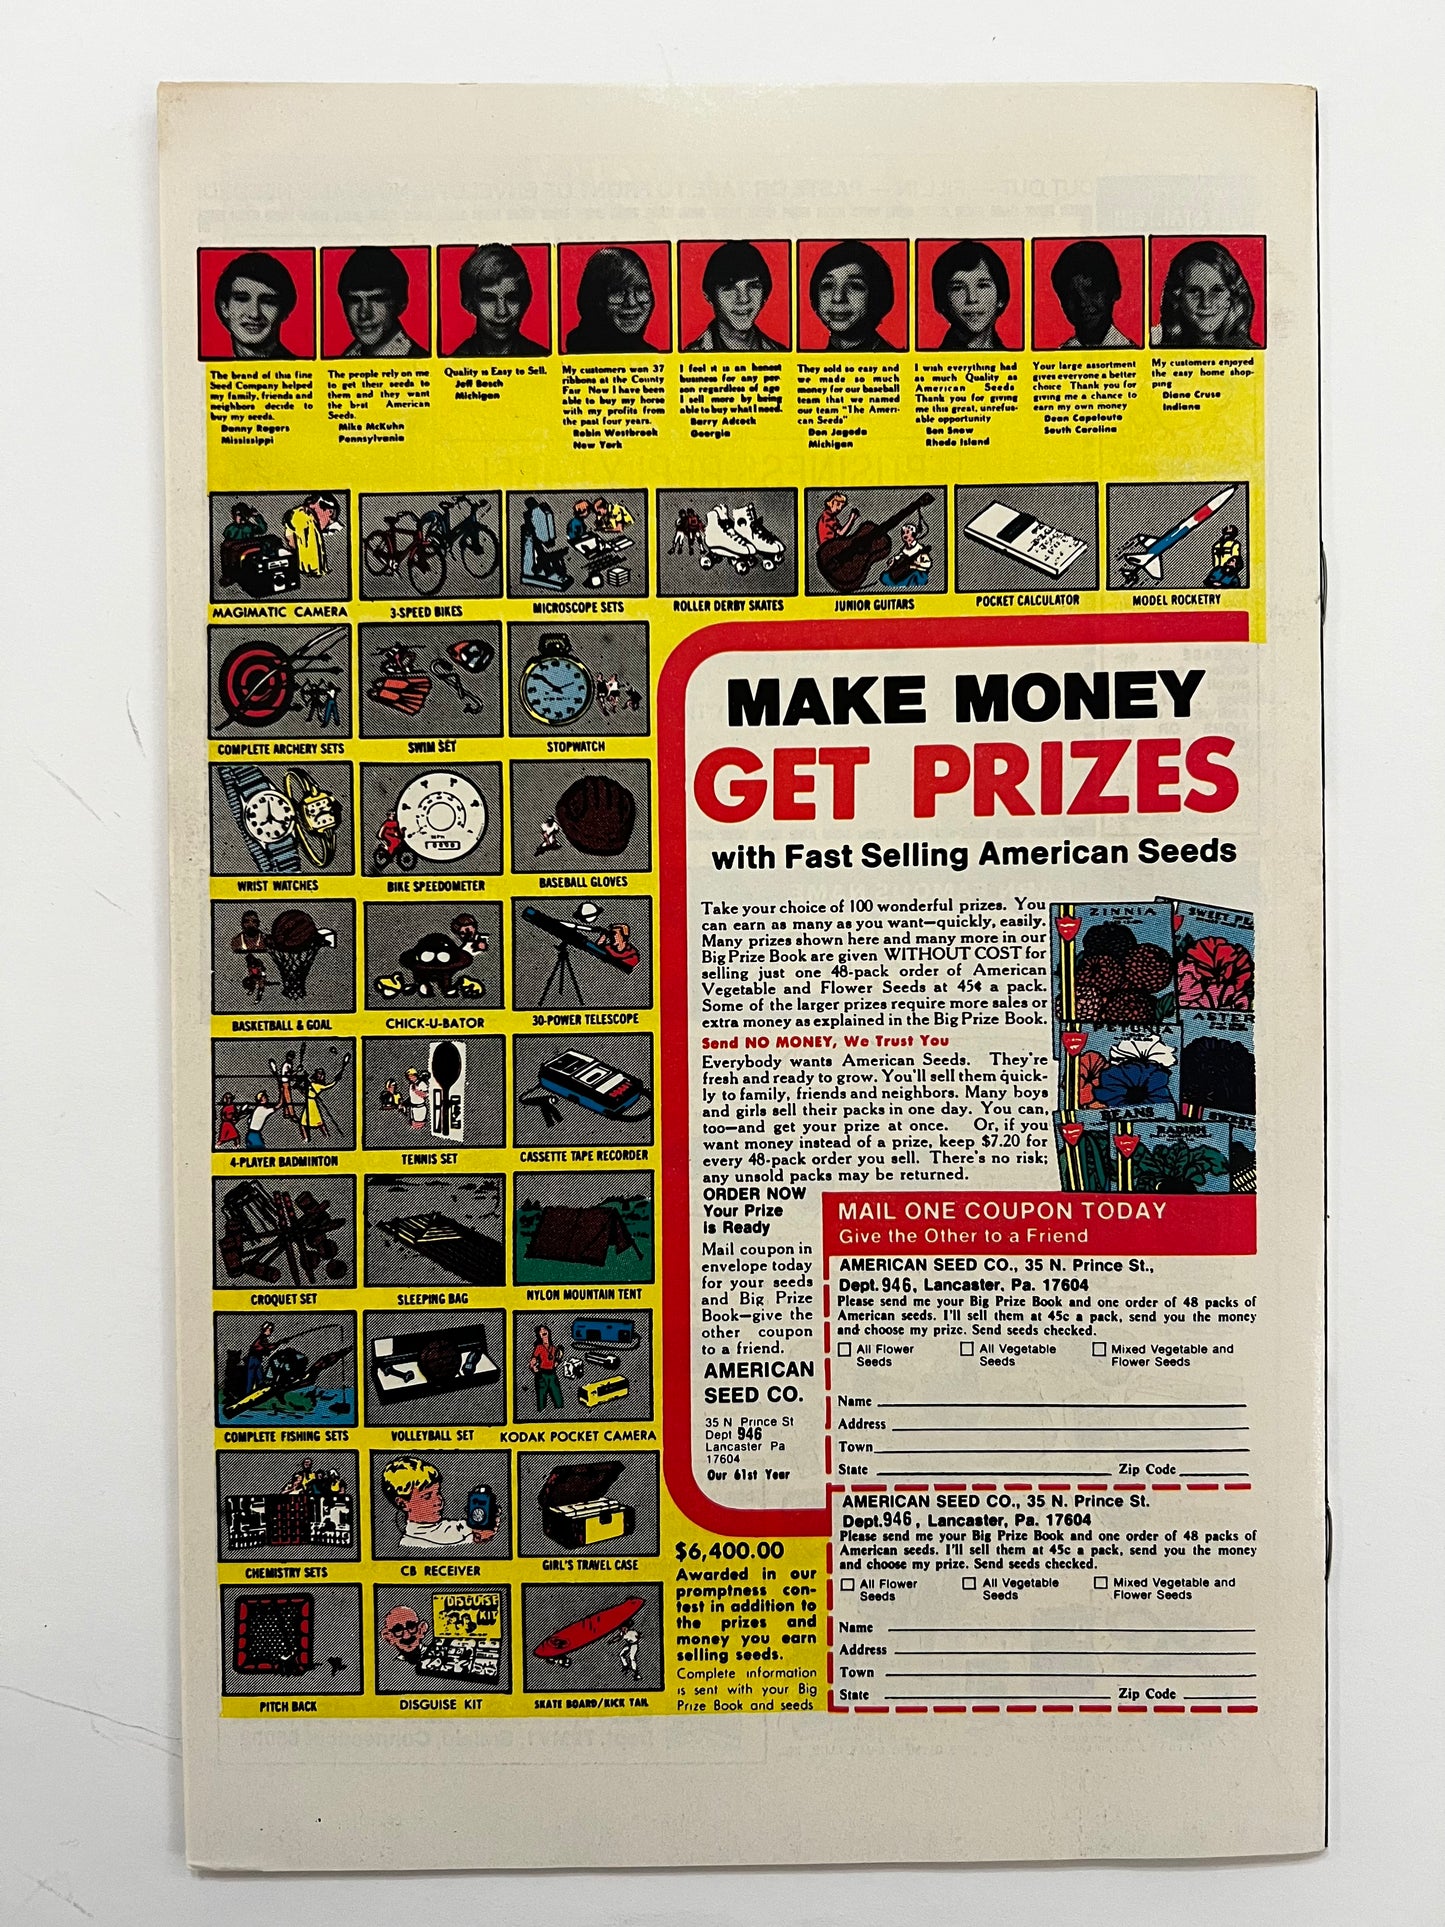 The brand of this fine
Seed Company helped
my family, friends and
neighbors decide to
buy my seeds.
Danny Rogers
Mississippi
The people rely on me
to get their seeds to
them and they want
the best American
Seeds.
Mike McKuhn
Pennsylvania
Quality is Easy to Sell.
Jeff Bosch
Michigan
My customers won 37
ribbons at the County
Fair Now I have been
able to buy my horse
with my profits from
the past four years.
Robin Westbrook
New York
I feel it is an honest
business for any per-
son regardless of age
I sell more by being
able to buy what I need.
Barry Adcock
Georgia
They sold so easy and
we made so much
money for our baseball
team that we named
our team "The Ameri-
can Seeds"
Don Jagoda
Michigan
I wish everything had
as much Quality as
American Seeds
Thank you for giving
me this great, unrefus-
able opportunity
Ben Snow
Rhode Island
Your large assortment
gives everyone a better
choice Thank you for
giving me a chance to
earn my own money
Dean Capelouto
South Carolina
My customers enjoyed
the easy home shop-
ping
Diane Cruse
Indiana
MAGIMATIC CAMERA
3-SPEED BIKES
MICROSCOPE SETS
ROLLER DERBY SKATES
JUNIOR GUITARS
POCKET CALCULATOR
MODEL ROCKETRY
COMPLETE ARCHERY SETS
SWIM SET
STOPWATCH
WRIST WATCHES
BIKE SPEEDOMETER
BASEBALL GLOVES
BASKETBALL & GOAL
CHICK-U-BATOR
30-POWER TELESCOPE
4-PLAYER BADMINTON
TENNIS SET
CASSETTE TAPE RECORDER
CROQUET SET
SLEEPING BAG
NYLON MOUNTAIN TENT
COMPLETE FISHING SETS
VOLLEYBALL SET
KODAK POCKET CAMERA
CHEMISTRY SETS
CB RECEIVER
GIRL'S TRAVEL CASE
DISGUISE
KIT
PITCH BACK
DISGUISE KIT
SKATE BOARD/KICK TAIL
MAKE MONEY
GET PRIZES
with Fast Selling American Seeds
Take your choice of 100 wonderful prizes. You
can earn as many as you want—quickly, easily.
Many prizes shown here and many more in our
Big Prize Book are given WITHOUT COST for
selling just one 48-pack order of American
Vegetable and Flower Seeds at 45¢ a pack.
Some of the larger prizes require more sales or
extra money as explained in the Big Prize Book.
Send NO MONEY, We Trust You
Everybody wants American Seeds. They're
fresh and ready to grow. You'll sell them quick-
ly to family, friends and neighbors. Many boys
and girls sell their packs in one day. You can,
too—and get your prize at once. Or, if you
want money instead of a prize, keep $7.20 for
every 48-pack order you sell. There's no risk;
any unsold packs may be returned.
ZINNIA
SWEET PEA
ASTER
PETUNIA
BEANS
RADISH
ORDER NOW
Your Prize
is Ready
Mail coupon in
envelope today
for your seeds
and Big Prize
Book—give the
other coupon
to a friend.
AMERICAN
SEED CO.
35 N Prince St
Dept 946
Lancaster Pa
17604
Our 61st Year
$6,400.00
Awarded in our
promptness con-
test in addition to
the prizes and
money you earn
selling seeds.
Complete information
is sent with your Big
Prize Book and seeds
MAIL ONE COUPON TODAY
Give the Other to a Friend
AMERICAN SEED CO., 35 N. Prince St.,
Dept. 946, Lancaster, Pa. 17604
Please send me your Big Prize Book and one order of 48 packs of
American seeds. I'll sell them at 45c a pack, send you the money
and choose my prize. Send seeds checked.
All Flower Seeds
All Vegetable Seeds
Mixed Vegetable and Flower Seeds
Name
Address
Town
State Zip Code
AMERICAN SEED CO., 35 N. Prince St.
Dept. 946, Lancaster, Pa. 17604
Please send me your Big Prize Book and one order of 48 packs of
American seeds. I'll sell them at 45c a pack, send you the money
and choose my prize. Send seeds checked.
All Flower Seeds
All Vegetable Seeds
Mixed Vegetable and Flower Seeds
Name
Address
Town
State Zip Code